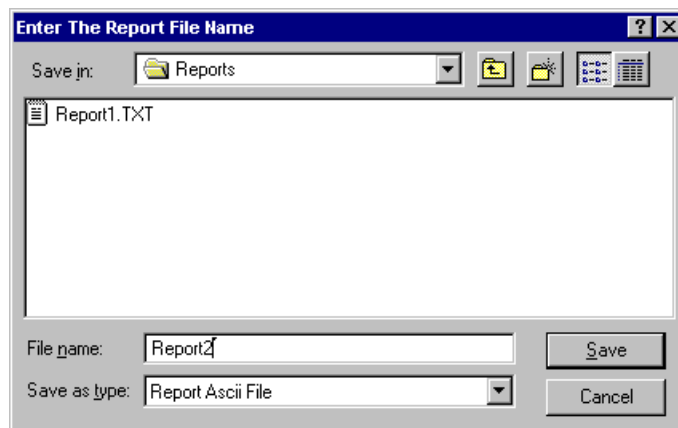 Enter The Report File Name
Save in: Reports
Report1.TXT
File name: Report2
Save
Save as type: Report Ascii File
Cancel